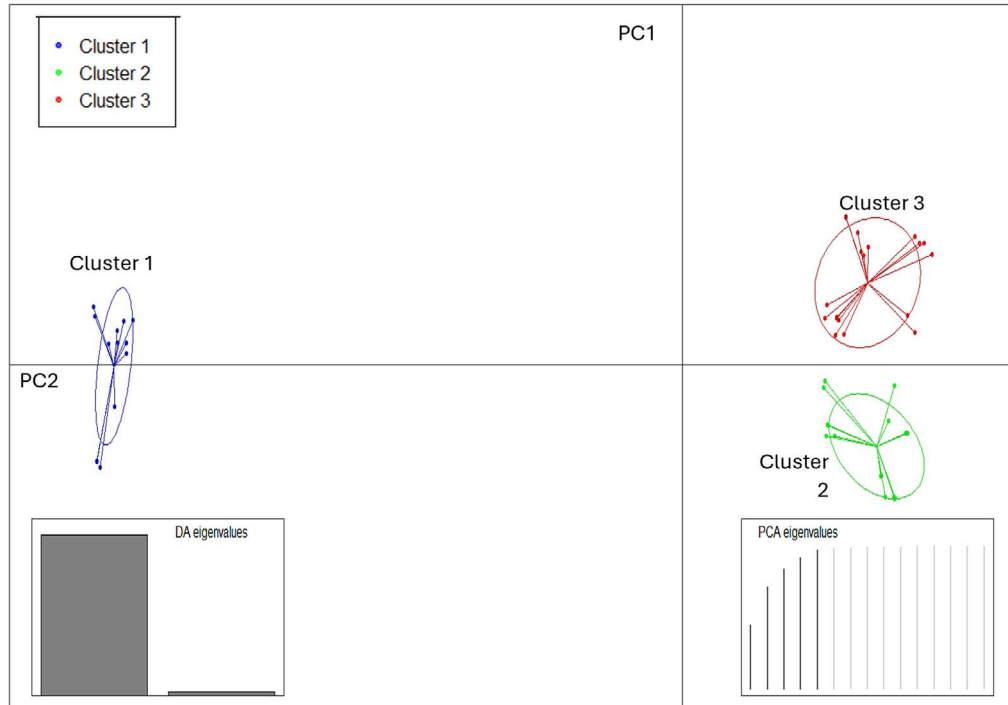 PC1
Cluster 1
Cluster 2
Cluster 3
Cluster 3
Cluster 1
PC2
Cluster
2
DA eigenvalues
PCA eigenvalues